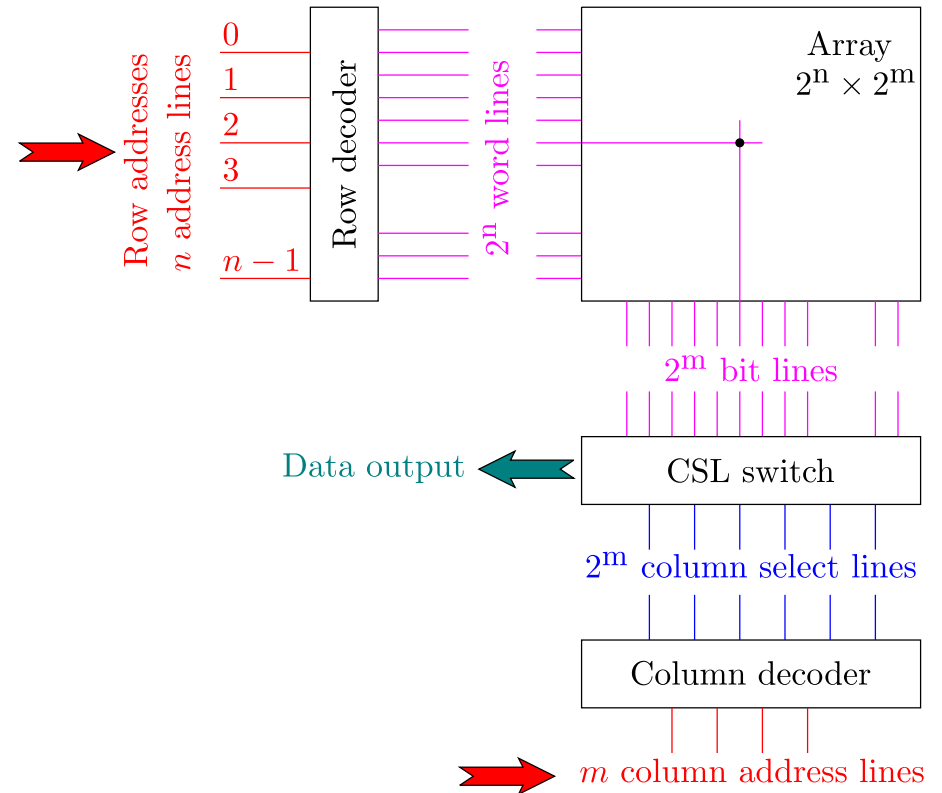 Row addresses
n address lines
0
1
2
3
n − 1
Row decoder
2ⁿ word lines
Array
2ⁿ × 2ᵐ
2ᵐ bit lines
CSL switch
Data output
2ᵐ column select lines
Column decoder
m column address lines